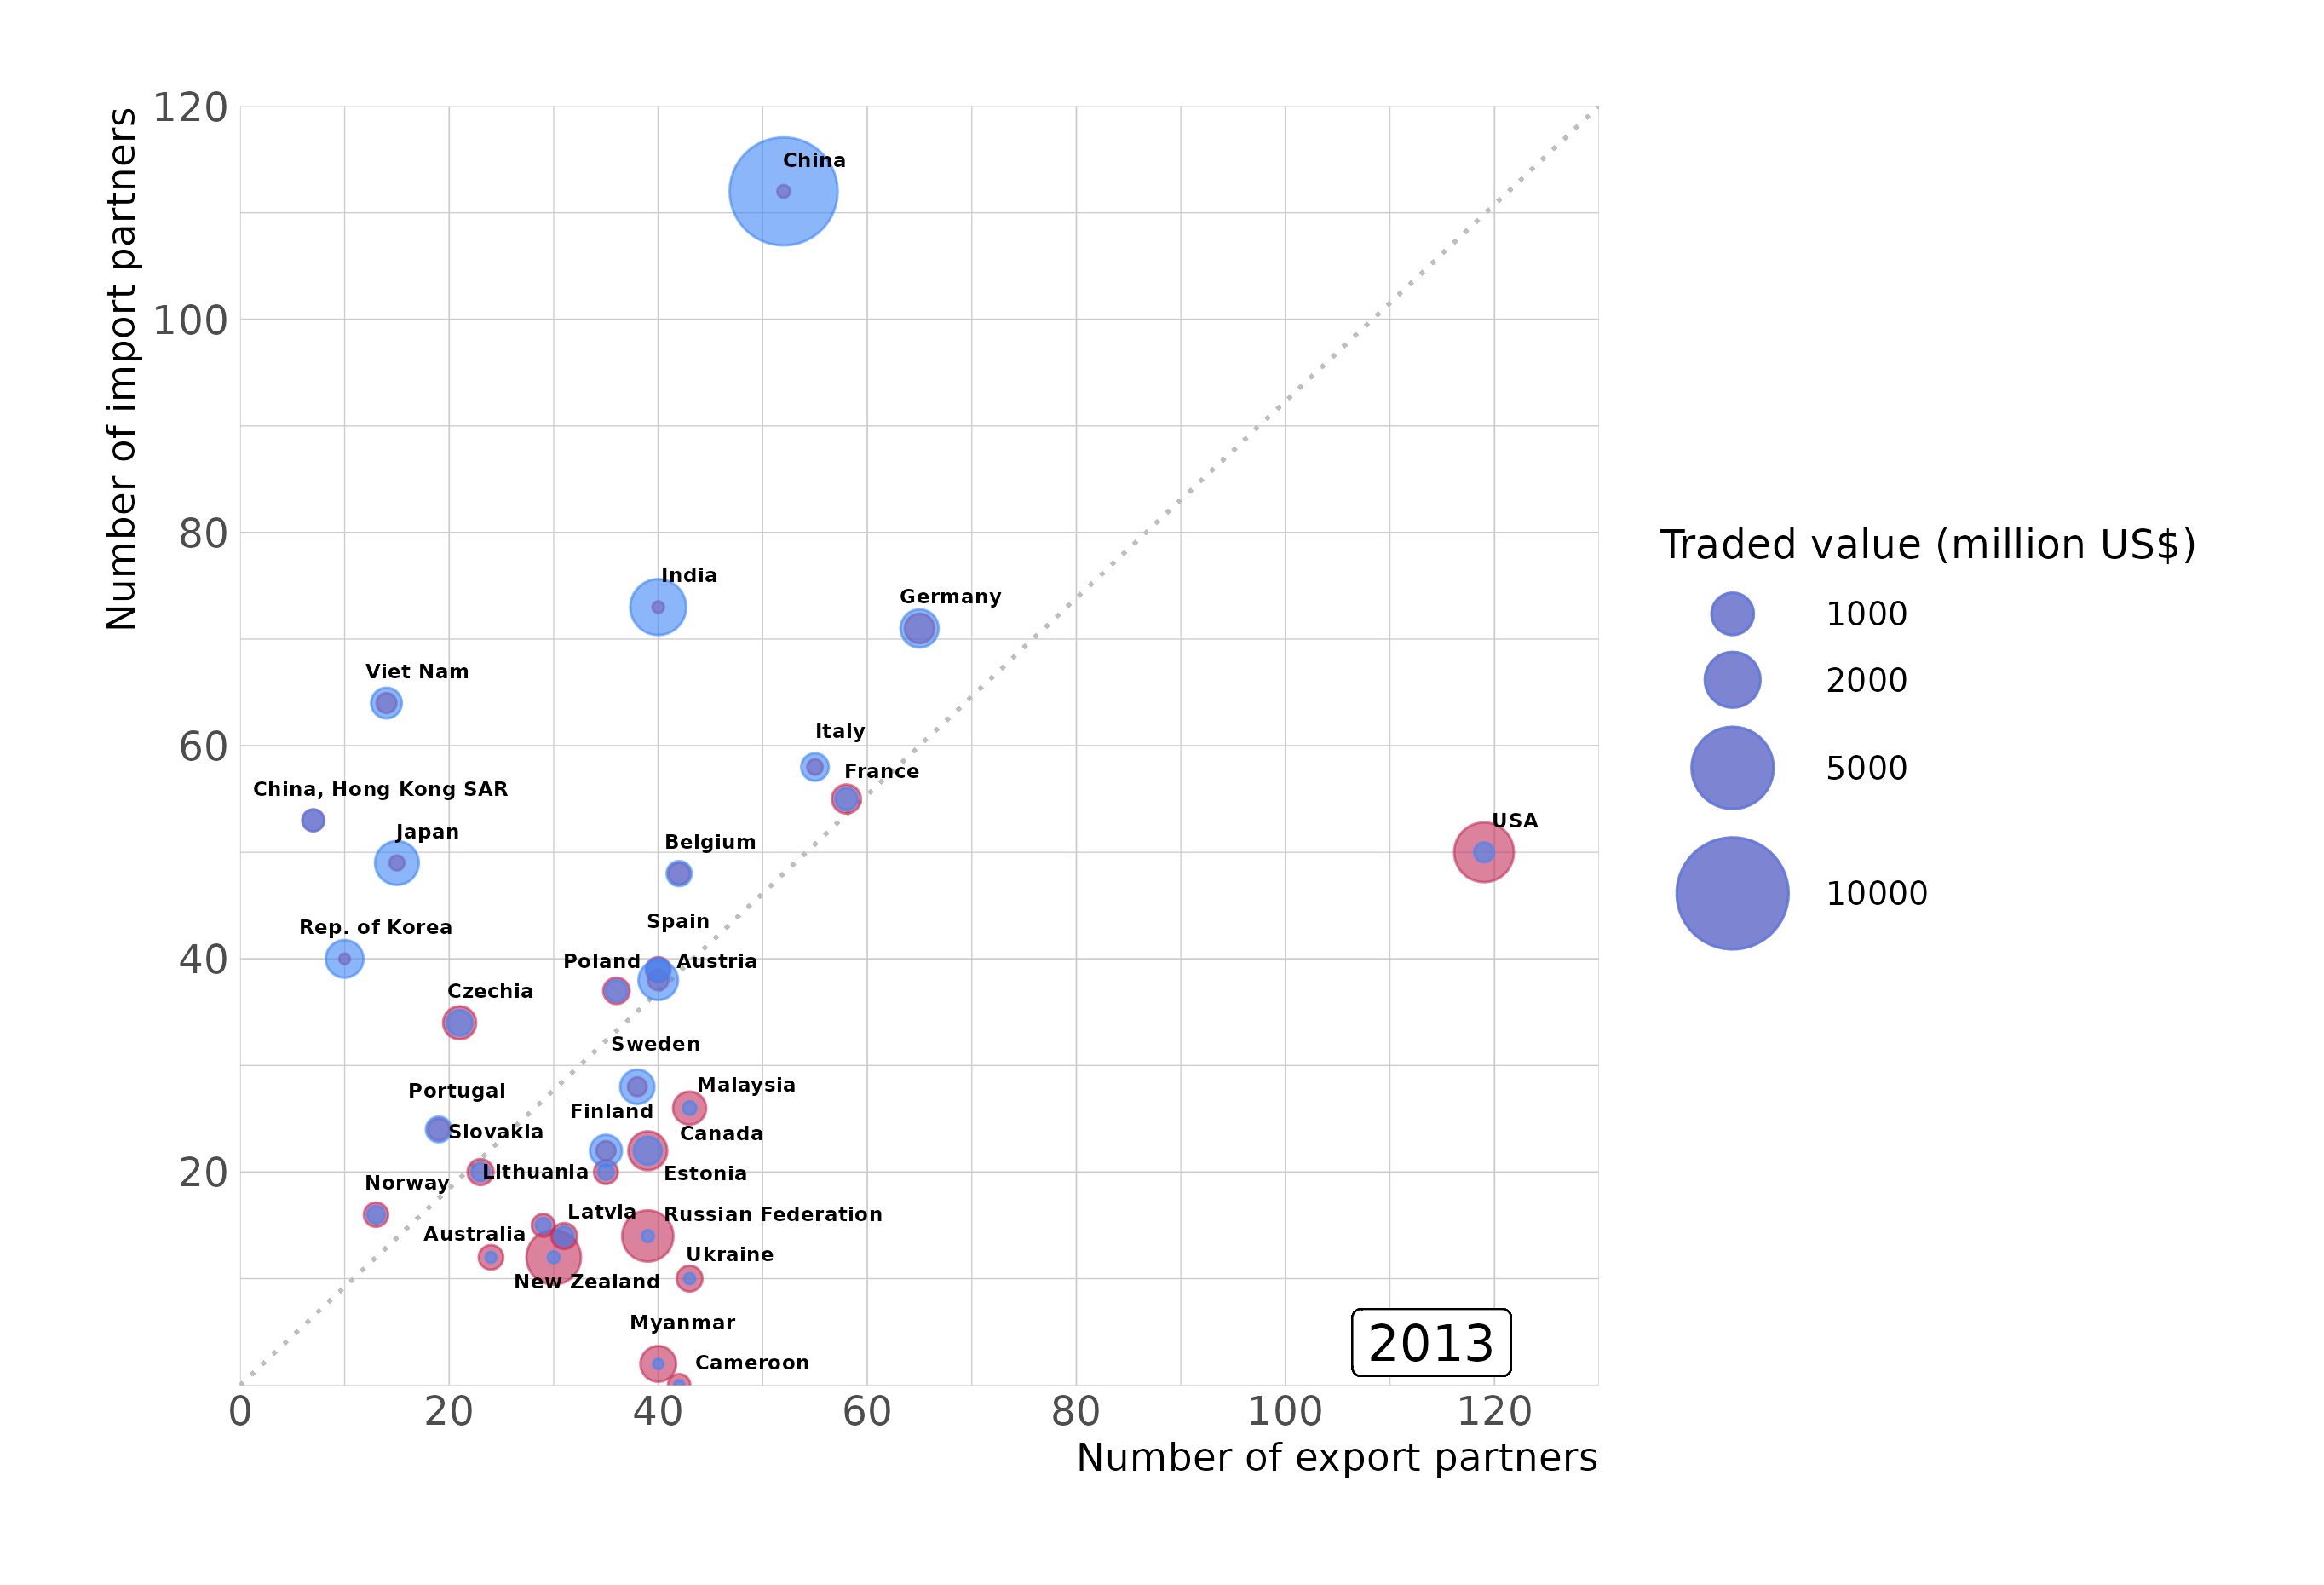 120
100
80
60
40
20
Number of import partners
China
India
Germany
Viet Nam
Italy
France
China, Hong Kong SAR
USA
Japan
Belgium
Spain
Rep. of Korea
Poland
Austria
Czechia
Sweden
Malaysia
Portugal
Finland
Slovakia
Canada
Lithuania
Estonia
Norway
Latvia
Russian Federation
Australia
Ukraine
New Zealand
Myanmar
Cameroon
2013
0 20 40 60 80 100 120
Number of export partners
Traded value (million US$)
1000
2000
5000
10000